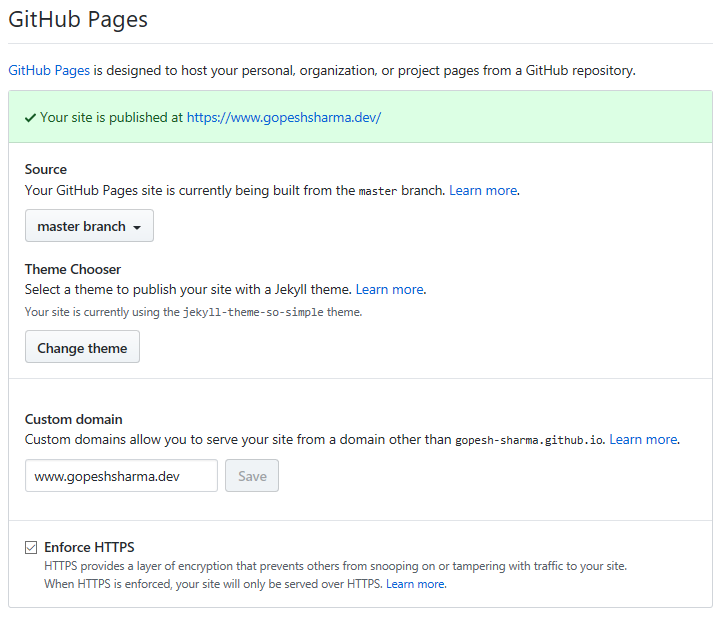 GitHub Pages
GitHub Pages is designed to host your personal, organization, or project pages from a GitHub repository.
Your site is published at https://www.gopeshsharma.dev/
Source
Your GitHub Pages site is currently being built from the master branch. Learn more.
master branch
Theme Chooser
Select a theme to publish your site with a Jekyll theme. Learn more.
Your site is currently using the jekyll-theme-so-simple theme.
Change theme
Custom domain
Custom domains allow you to serve your site from a domain other than gopesh-sharma.github.io. Learn more.
www.gopeshsharma.dev Save
Enforce HTTPS
HTTPS provides a layer of encryption that prevents others from snooping on or tampering with traffic to your site.
When HTTPS is enforced, your site will only be served over HTTPS. Learn more.